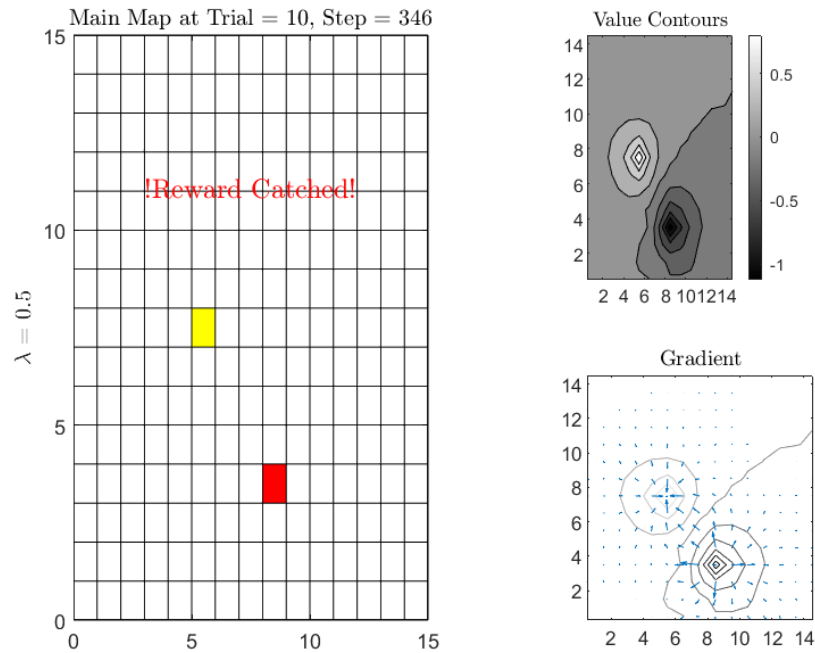 Main Map at Trial = 10, Step = 346
15
10
5
0
0 5 10 15
λ = 0.5
!Reward Catched!
Value Contours
14
12
10
8
6
4
2
2 4 6 8 10 12 14
0.5
0
-0.5
-1
Gradient
14
12
10
8
6
4
2
2 4 6 8 10 12 14